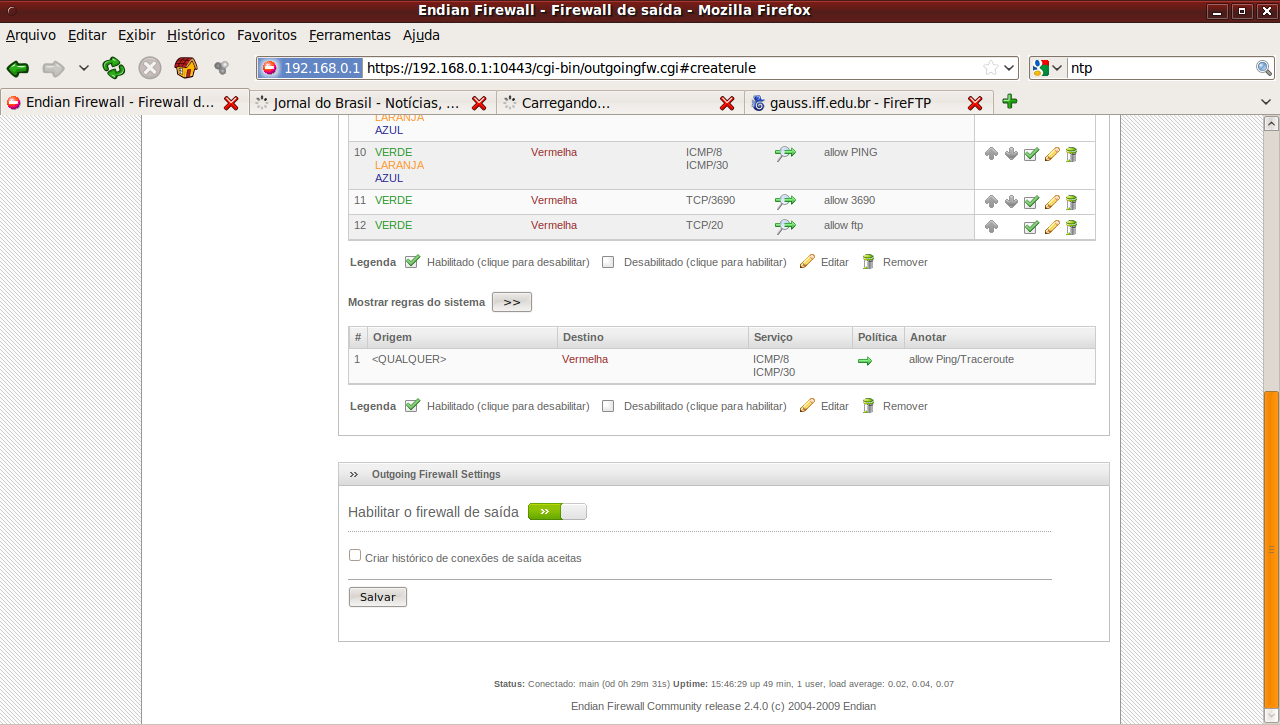 Endian Firewall - Firewall de saída - Mozilla Firefox
Arquivo Editar Exibir Histórico Favoritos Ferramentas Ajuda
192.168.0.1 https://192.168.0.1:10443/cgi-bin/outgoingfw.cgi#createrule ntp
Endian Firewall - Firewall d... Jornal do Brasil - Notícias, ... Carregando... gauss.iff.edu.br - FireFTP
LARANJA
AZUL
10 VERDE Vermelha ICMP/8 allow PING
LARANJA ICMP/30
AZUL
11 VERDE Vermelha TCP/3690 allow 3690
12 VERDE Vermelha TCP/20 allow ftp
Legenda Habilitado (clique para desabilitar) Desabilitado (clique para habilitar) Editar Remover
Mostrar regras do sistema >>
# Origem Destino Serviço Política Anotar
1 <QUALQUER> Vermelha ICMP/8 allow Ping/Traceroute
ICMP/30
Legenda Habilitado (clique para desabilitar) Desabilitado (clique para habilitar) Editar Remover
›› Outgoing Firewall Settings
Habilitar o firewall de saída ››
Criar histórico de conexões de saída aceitas
Salvar
Status: Conectado: main (0d 0h 29m 31s) Uptime: 15:46:29 up 49 min, 1 user, load average: 0.02, 0.04, 0.07
Endian Firewall Community release 2.4.0 (c) 2004-2009 Endian